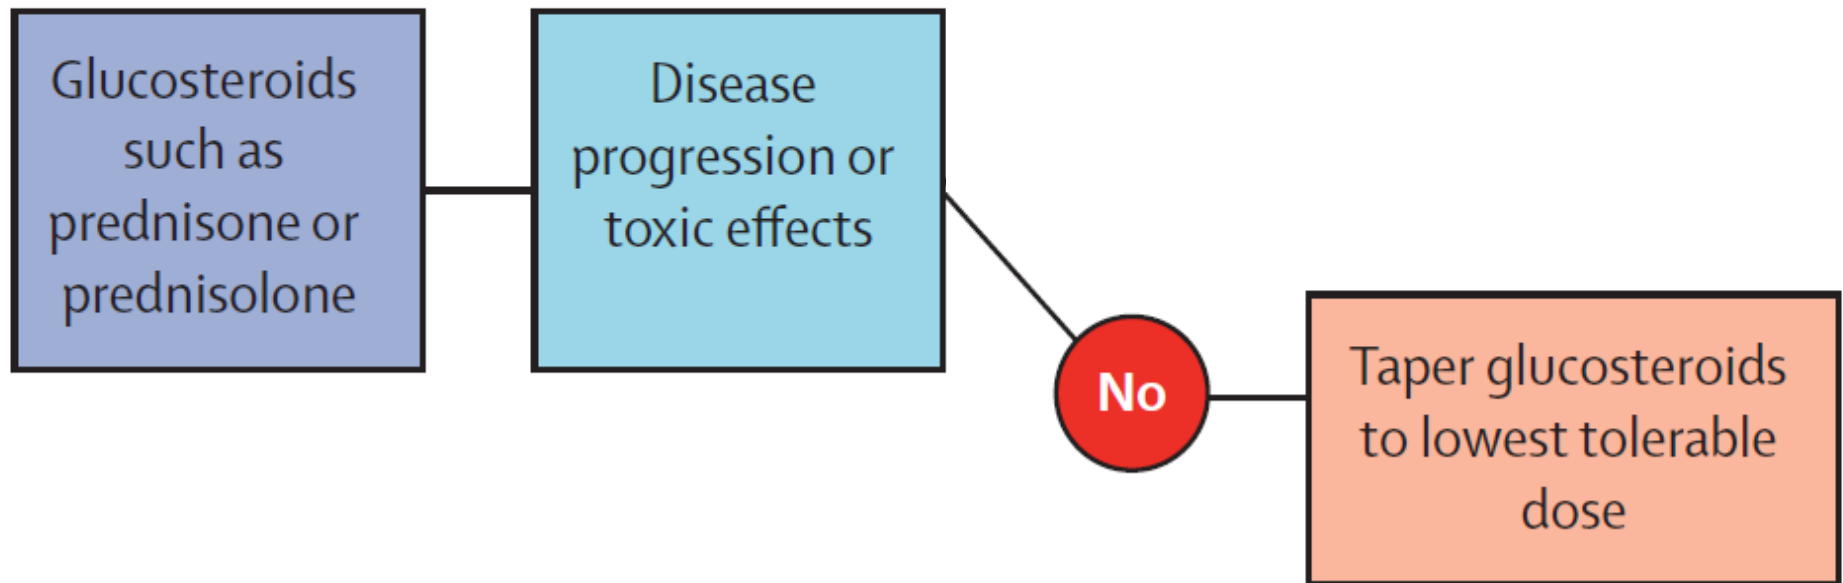 Glucosteroids
such as
prednisone or
prednisolone
Disease
progression or
toxic effects
No
Taper glucosteroids
to lowest tolerable
dose